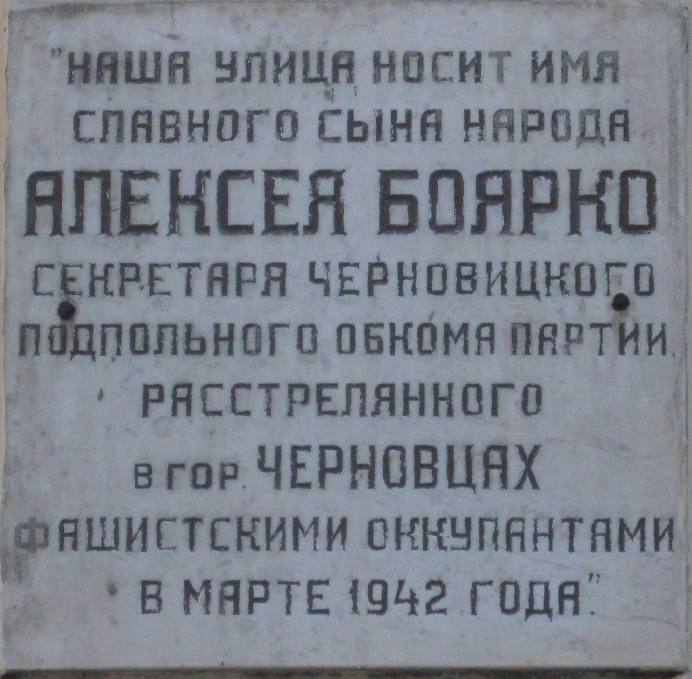 "НАША УЛИЦА НОСИТ ИМЯ
СЛАВНОГО СЫНА НАРОДА
АЛЕКСЕЯ БОЯРКО
СЕКРЕТАРЯ ЧЕРНОВИЦКОГО
ПОДПОЛЬНОГО ОБКОМА ПАРТИИ,
РАССТРЕЛЯННОГО
В ГОР. ЧЕРНОВЦАХ
ФАШИСТСКИМИ ОККУПАНТАМИ
В МАРТЕ 1942 ГОДА."